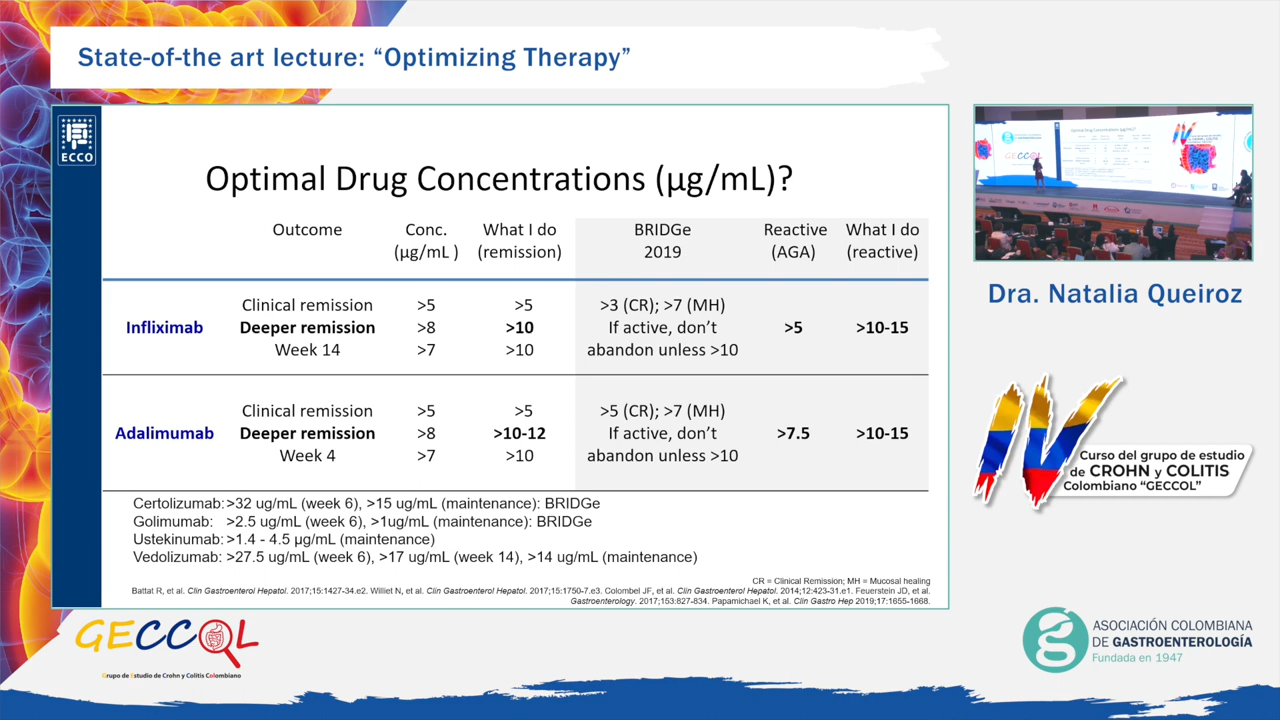 State-of-the art lecture: “Optimizing Therapy”
ECCO
Optimal Drug Concentrations (µg/mL)?
Outcome Conc. What I do BRIDGe Reactive What I do
(µg/mL ) (remission) 2019 (AGA) (reactive)
Clinical remission >5 >5 >3 (CR); >7 (MH)
Infliximab Deeper remission >8 >10 If active, don’t >5 >10-15
Week 14 >7 >10 abandon unless >10
Clinical remission >5 >5 >5 (CR); >7 (MH)
Adalimumab Deeper remission >8 >10-12 If active, don’t >7.5 >10-15
Week 4 >7 >10 abandon unless >10
Certolizumab: >32 ug/mL (week 6), >15 ug/mL (maintenance): BRIDGe
Golimumab: >2.5 ug/mL (week 6), >1ug/mL (maintenance): BRIDGe
Ustekinumab: >1.4 - 4.5 µg/mL (maintenance)
Vedolizumab: >27.5 ug/mL (week 6), >17 ug/mL (week 14), >14 ug/mL (maintenance)
CR = Clinical Remission; MH = Mucosal healing
Battat R, et al. Clin Gastroenterol Hepatol. 2017;15:1427-34.e2. Williet N, et al. Clin Gastroenterol Hepatol. 2017;15:1750-7.e3. Colombel JF, et al. Clin Gastroenterol Hepatol. 2014;12:423-31.e1. Feuerstein JD, et al.
Gastroenterology. 2017;153:827-834. Papamichael K, et al. Clin Gastro Hep 2019;17:1655-1668.
Dra. Natalia Queiroz
IV
Curso del grupo de estudio
de CROHN y COLITIS
Colombiano “GECCOL”
GECCOL
Grupo de Estudio de Crohn y Colitis Colombiano
ASOCIACIÓN COLOMBIANA
DE GASTROENTEROLOGÍA
Fundada en 1947